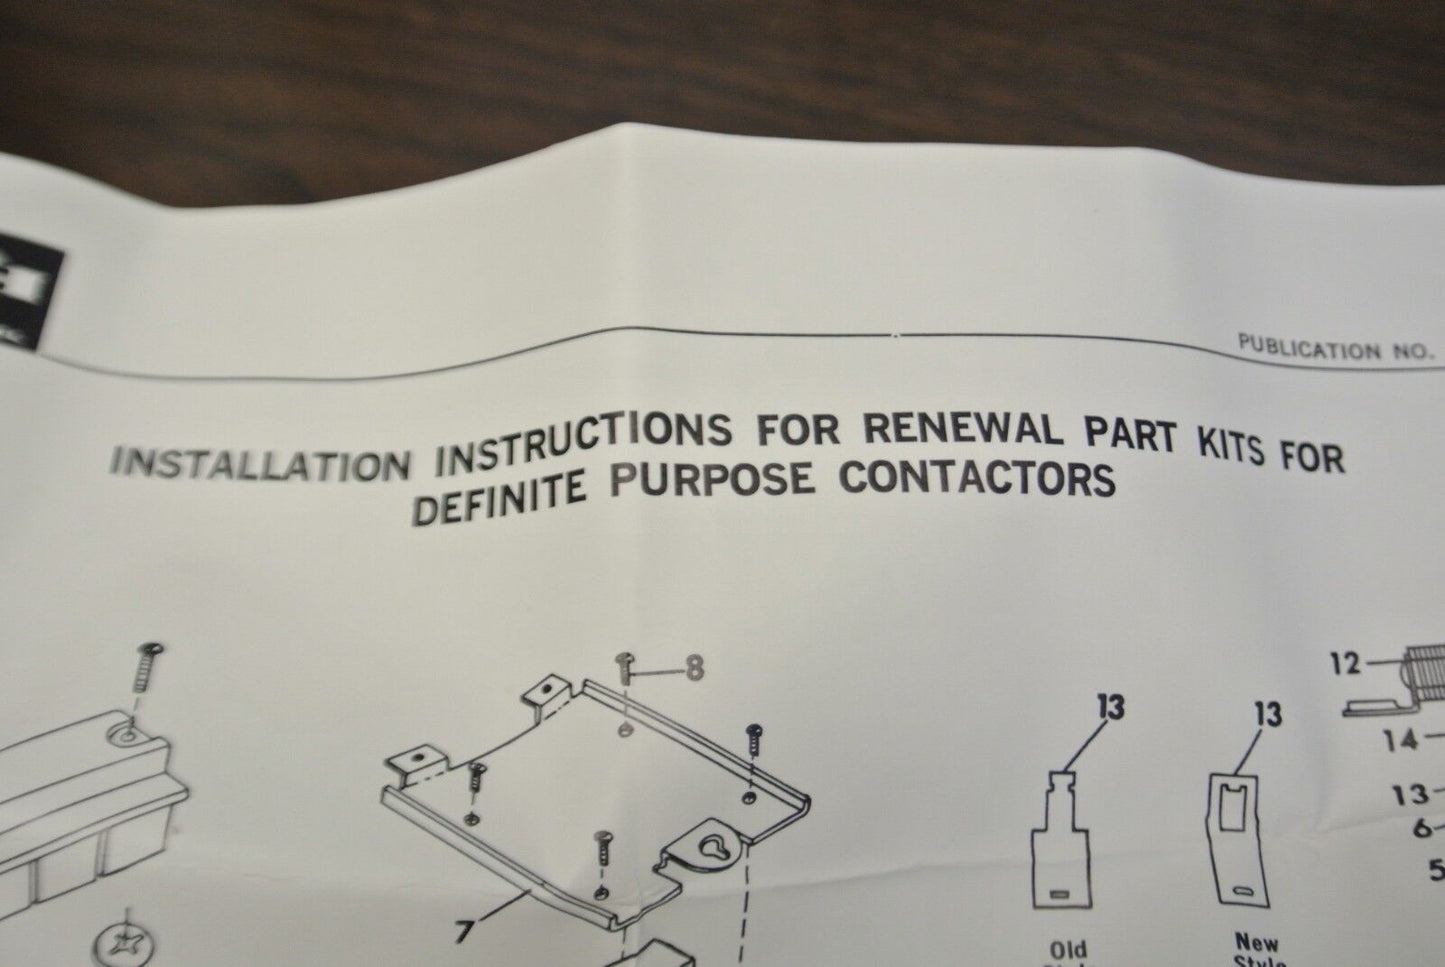 PUBLICATION NO.
INSTALLATION INSTRUCTIONS FOR RENEWAL PART KITS FOR
DEFINITE PURPOSE CONTACTORS
8
7
13
Old
13
New
Style
12
14
13
6
5